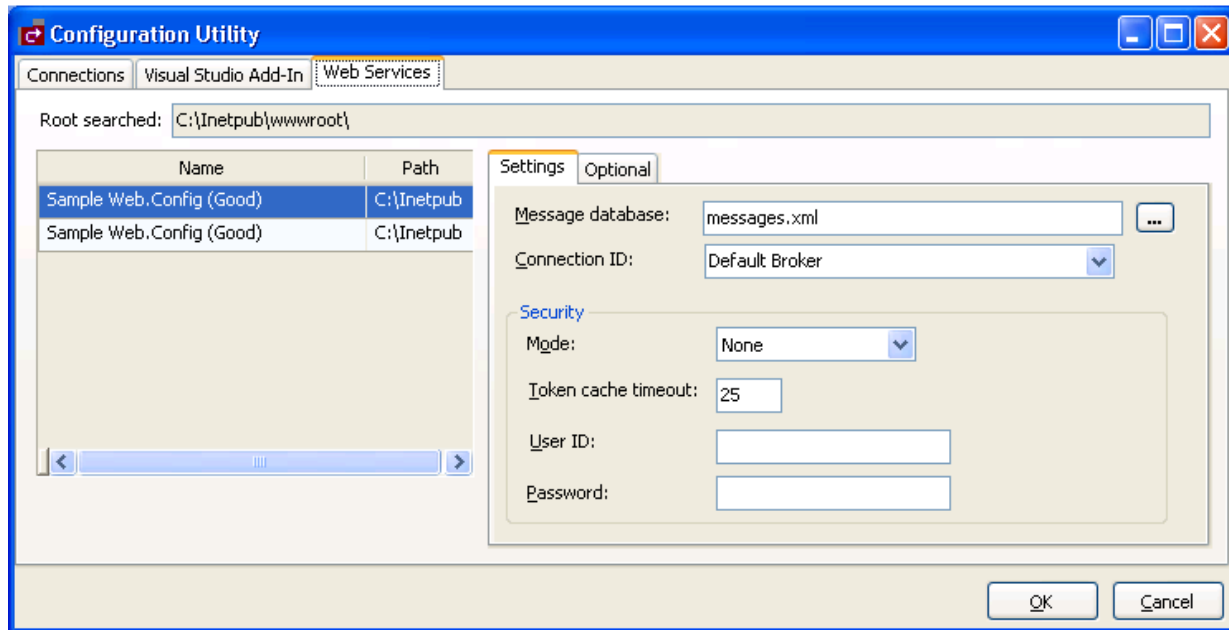 Configuration Utility
Connections Visual Studio Add-In Web Services
Root searched: C:\Inetpub\wwwroot\
Name Path
Sample Web.Config (Good) C:\Inetpub
Sample Web.Config (Good) C:\Inetpub
Settings Optional
Message database: messages.xml ...
Connection ID: Default Broker
Security
Mode: None
Token cache timeout: 25
User ID:
Password:
OK Cancel